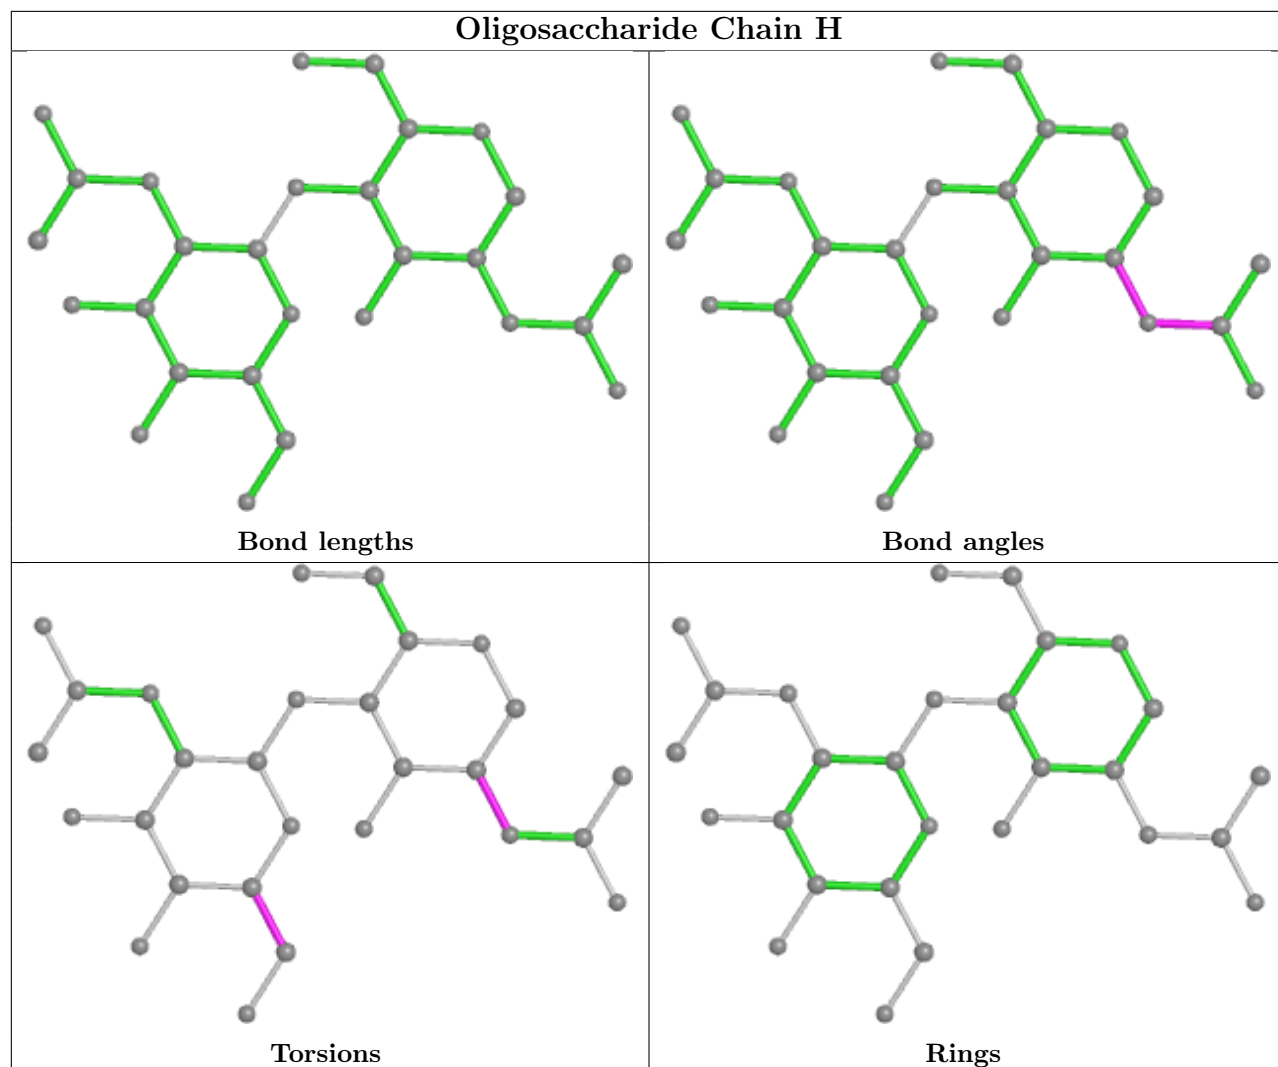 Oligosaccharide Chain H
Bond lengths
Bond angles
Torsions
Rings